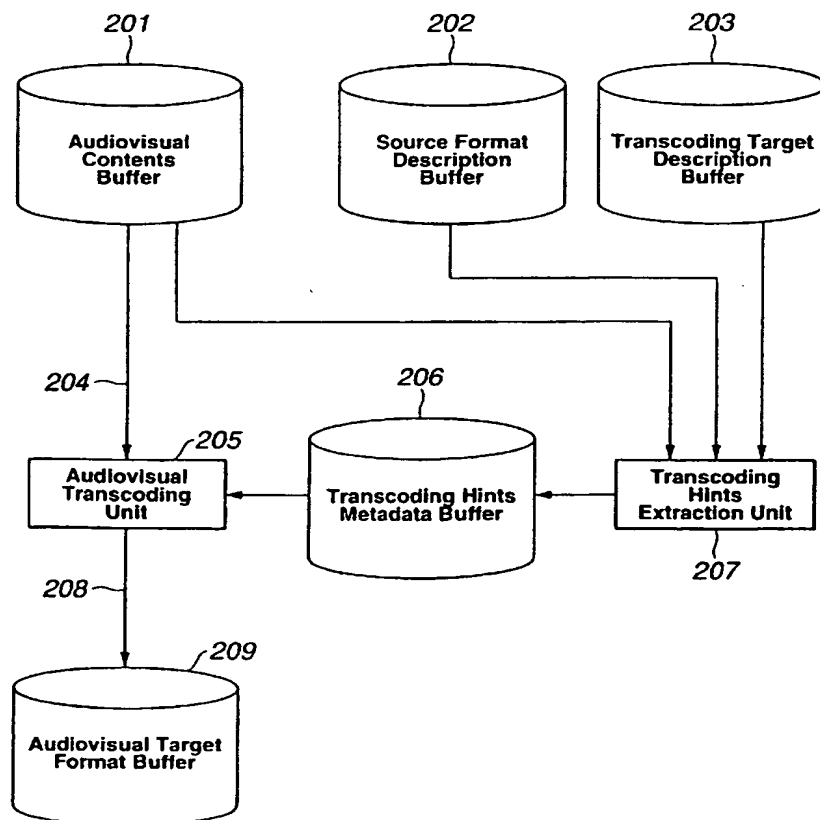 201
202
203
Audiovisual
Contents
Buffer
Source Format
Description
Buffer
Transcoding Target
Description
Buffer
204
206
205
Audiovisual
Transcoding
Unit
Transcoding Hints
Metadata Buffer
Transcoding
Hints
Extraction Unit
207
208
209
Audiovisual Target
Format Buffer